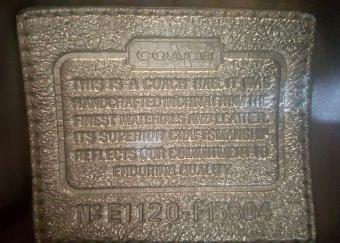 COACH
THIS IS A COACH BAG. IT WAS
HANDCRAFTED IN CHINA FROM THE
FINEST MATERIALS AND LEATHER.
ITS SUPERIOR CRAFTSMANSHIP
REFLECTS OUR COMMITMENT TO
ENDURING QUALITY.
Nº E1120-F15804